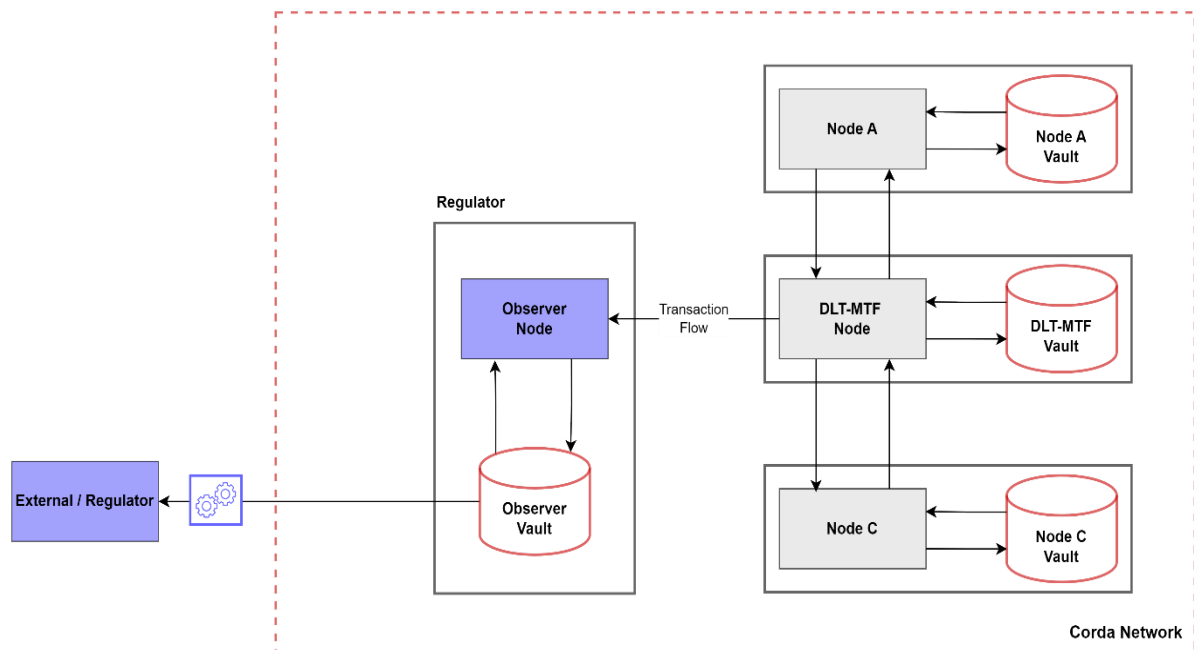 Node A
Node A
Vault
Regulator
Observer
Node
Transaction
Flow
DLT-MTF
Node
DLT-MTF
Vault
External / Regulator
Observer
Vault
Node C
Node C
Vault
Corda Network